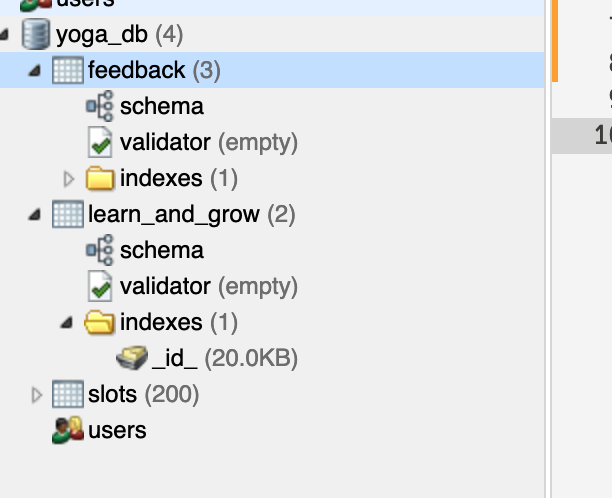 users
yoga_db (4)
feedback (3)
schema
validator (empty)
indexes (1)
learn_and_grow (2)
schema
validator (empty)
indexes (1)
_id_ (20.0KB)
slots (200)
users